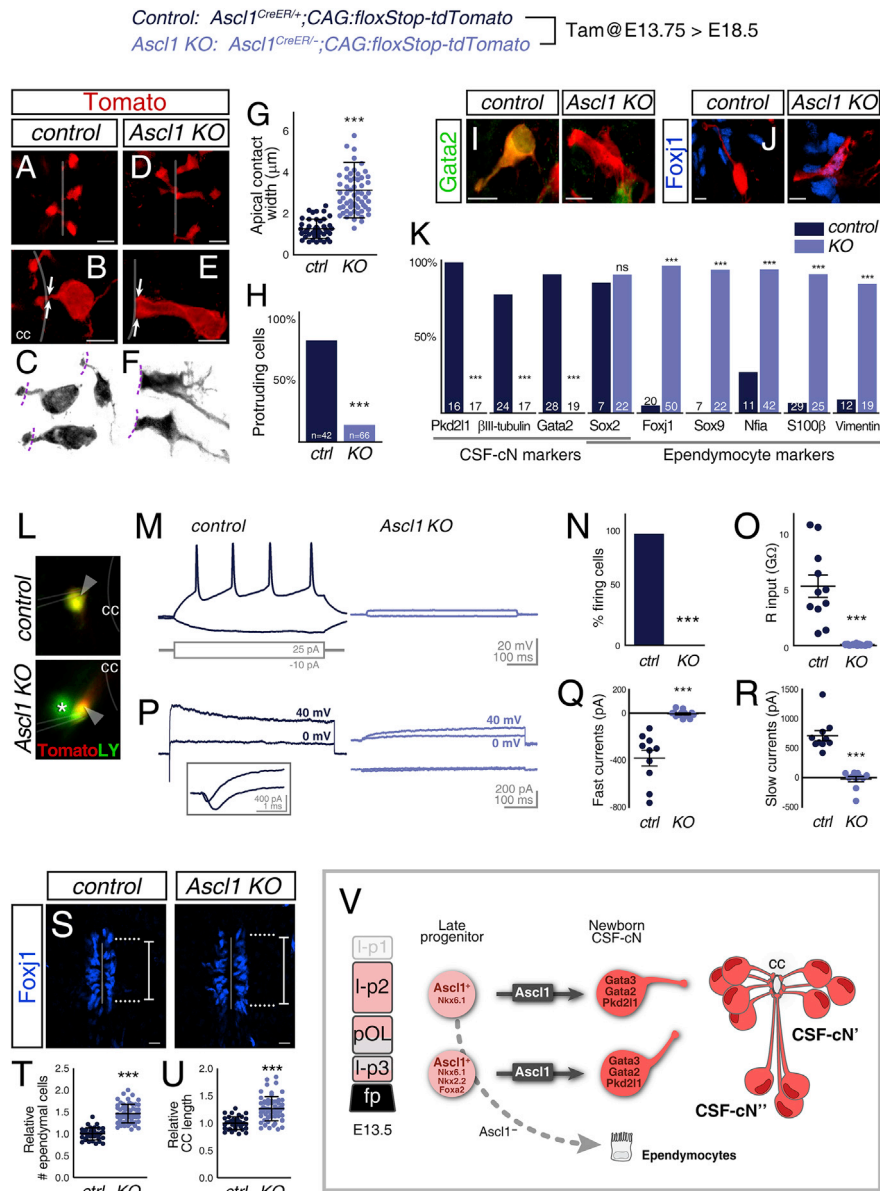 Control: Ascl1CreER/+;CAG:floxStop-tdTomato
Ascl1 KO: Ascl1CreER/-;CAG:floxStop-tdTomato
Tam@E13.75 > E18.5
Tomato
control
Ascl1 KO
A
D
B
cc
E
C
F
G
Apical contact width (μm)
6
4
2
0
***
ctrl
KO
H
Protruding cells
100%
50%
***
n=42
n=66
ctrl
KO
control
Ascl1 KO
Gata2
I
control
Ascl1 KO
Foxj1
J
K
control
KO
100%
50%
*** *** *** ns *** *** *** *** ***
16 17 24 17 28 19 7 22 20 50 7 22 11 42 29 25 12 19
Pkd2l1 βIII-tubulin Gata2 Sox2 Foxj1 Sox9 Nfia S100β Vimentin
CSF-cN markers
Ependymocyte markers
L
control
cc
Ascl1 KO
cc
*
TomatoLY
M
control
Ascl1 KO
25 pA
-10 pA
20 mV
100 ms
N
% firing cells
100
50
0
***
ctrl
KO
O
R input (GΩ)
10
5
0
***
ctrl
KO
P
40 mV
0 mV
400 pA
1 ms
40 mV
0 mV
200 pA
100 ms
Q
Fast currents (pA)
200
0
-400
-800
***
ctrl
KO
R
Slow currents (pA)
1500
1000
500
0
-500
***
ctrl
KO
control
Ascl1 KO
Foxj1
S
T
Relative # ependymal cells
2.5
2.0
1.5
1.0
0.5
0.0
***
ctrl
KO
U
Relative CC length
2.0
1.5
1.0
0.5
0
***
ctrl
KO
V
Late progenitor
Newborn CSF-cN
l-p1
l-p2
pOL
l-p3
fp
E13.5
Ascl1+
Nkx6.1
Ascl1
Gata3
Gata2
Pkd2l1
Ascl1+
Nkx6.1
Nkx2.2
Foxa2
Ascl1
Gata3
Gata2
Pkd2l1
Ascl1−
Ependymocytes
CC
CSF-cN'
CSF-cN''